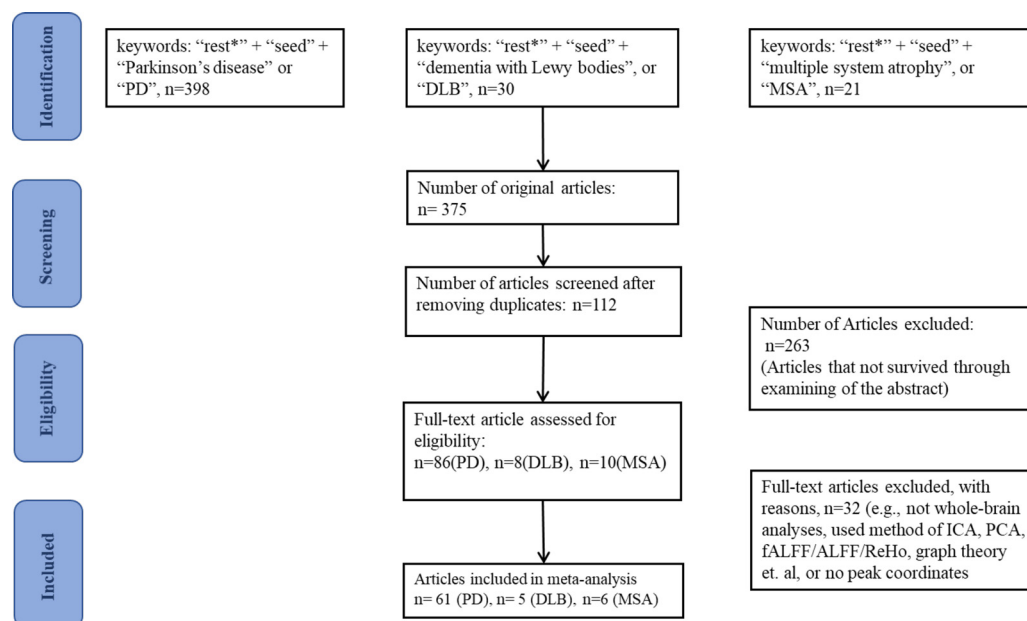 Identification
keywords: “rest*” + “seed” +
“Parkinson’s disease” or
“PD”, n=398
keywords: “rest*” + “seed” +
“dementia with Lewy bodies”, or
“DLB”, n=30
keywords: “rest*” + “seed” +
“multiple system atrophy”, or
“MSA”, n=21
Screening
Number of original articles:
n= 375
Number of articles screened after
removing duplicates: n=112
Number of Articles excluded:
n=263
(Articles that not survived through
examining of the abstract)
Eligibility
Full-text article assessed for
eligibility:
n=86(PD), n=8(DLB), n=10(MSA)
Full-text articles excluded, with
reasons, n=32 (e.g., not whole-brain
analyses, used method of ICA, PCA,
fALFF/ALFF/ReHo, graph theory
et. al, or no peak coordinates
Included
Articles included in meta-analysis
n= 61 (PD), n= 5 (DLB), n=6 (MSA)